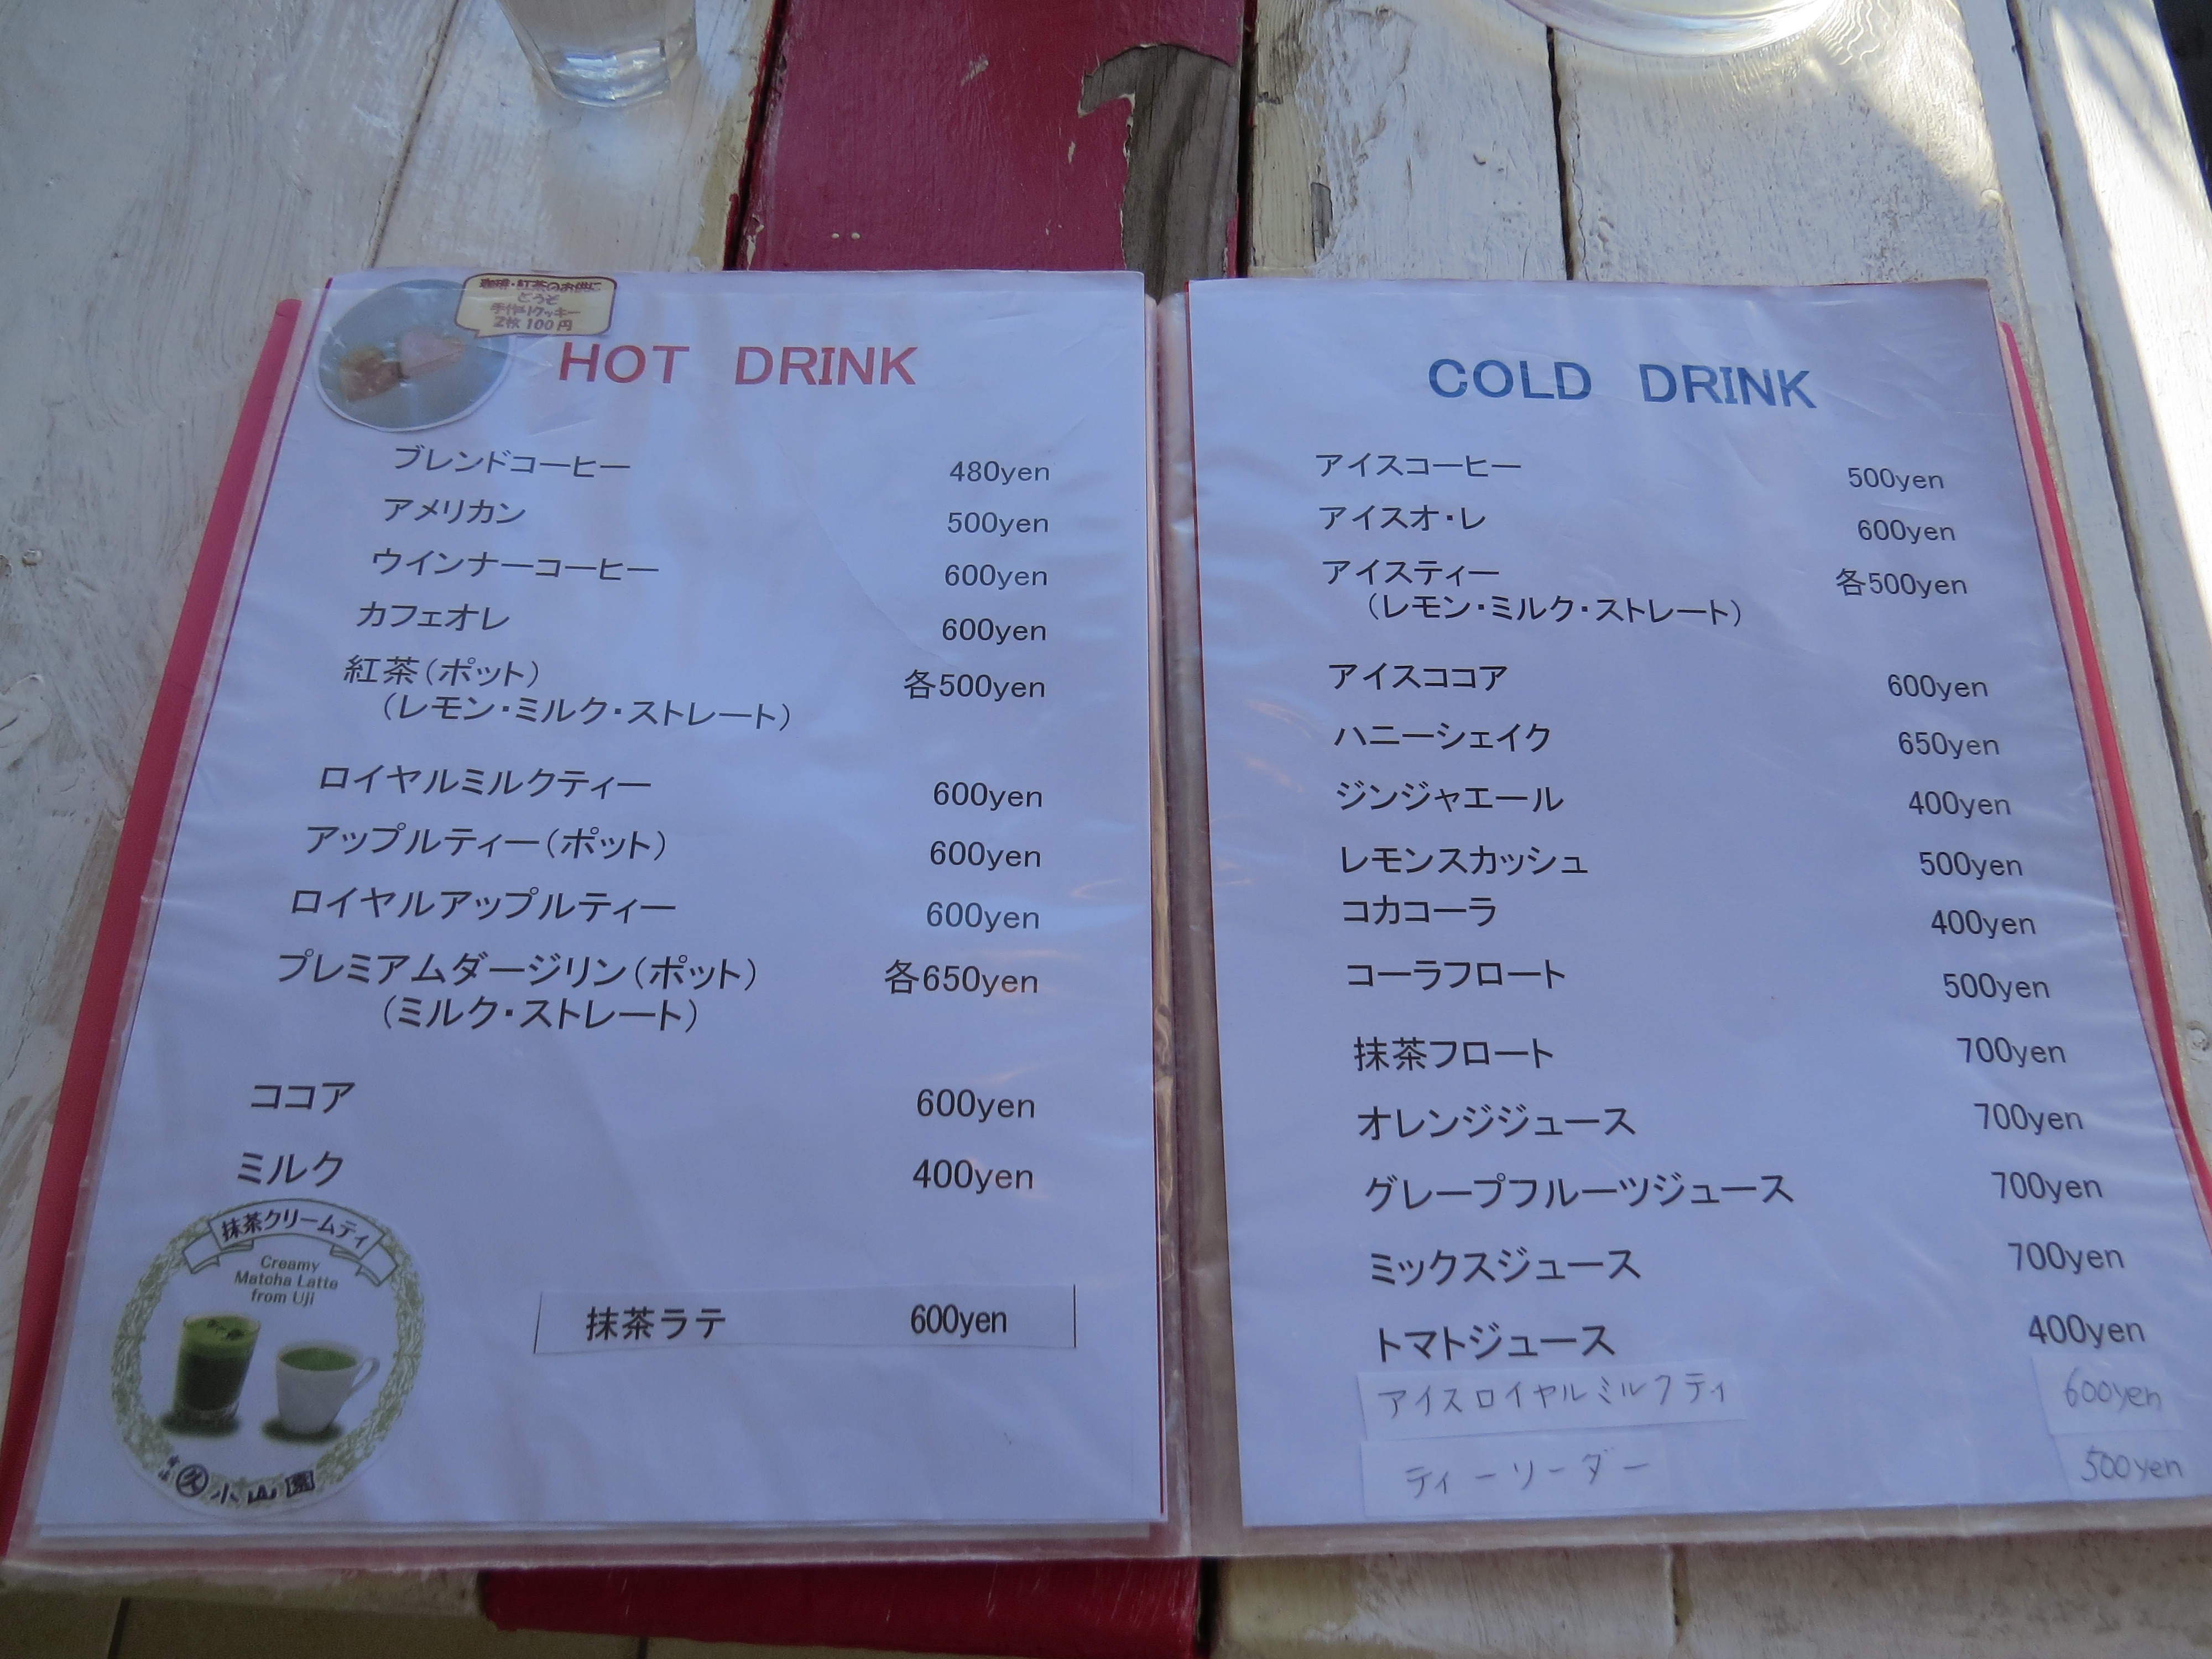 珈琲・紅茶のお供に
どうぞ
手作りクッキー
2枚 100円
HOT DRINK
ブレンドコーヒー 480yen
アメリカン 500yen
ウインナーコーヒー 600yen
カフェオレ 600yen
紅茶（ポット） 各500yen
（レモン・ミルク・ストレート）
ロイヤルミルクティー 600yen
アップルティー（ポット） 600yen
ロイヤルアップルティー 600yen
プレミアムダージリン（ポット） 各650yen
（ミルク・ストレート）
ココア 600yen
ミルク 400yen
抹茶クリームティ
Creamy
Matcha Latte
from Uji
久 小山園
抹茶ラテ 600yen
COLD DRINK
アイスコーヒー 500yen
アイスオ・レ 600yen
アイスティー 各500yen
（レモン・ミルク・ストレート）
アイスココア 600yen
ハニーシェイク 650yen
ジンジャエール 400yen
レモンスカッシュ 500yen
コカコーラ 400yen
コーラフロート 500yen
抹茶フロート 700yen
オレンジジュース 700yen
グレープフルーツジュース 700yen
ミックスジュース 700yen
トマトジュース 400yen
アイスロイヤルミルクティ 600yen
ティーソーダー 500yen